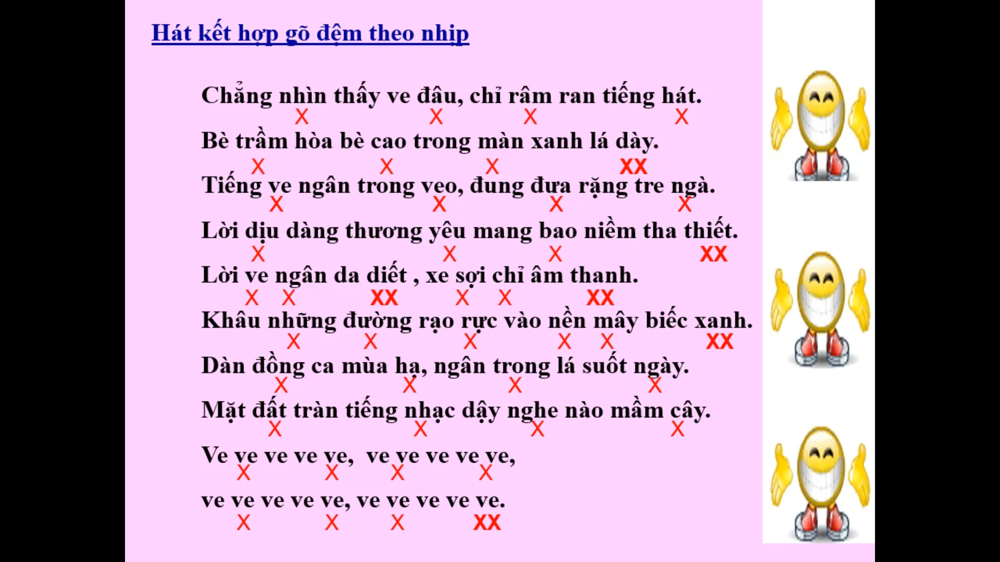 Hát kết hợp gõ đệm theo nhịp
Chẳng nhìn thấy ve đâu, chỉ râm ran tiếng hát.
X X X X
Bè trầm hòa bè cao trong màn xanh lá dày.
X X X XX
Tiếng ve ngân trong veo, đung đưa rặng tre ngà.
X X X X
Lời dịu dàng thương yêu mang bao niềm tha thiết.
X X X XX
Lời ve ngân da diết , xe sợi chỉ âm thanh.
X X XX X X XX
Khâu những đường rạo rực vào nền mây biếc xanh.
X X X X X XX
Dàn đồng ca mùa hạ, ngân trong lá suốt ngày.
X X X X
Mặt đất tràn tiếng nhạc dậy nghe nào mầm cây.
X X X X
Ve ve ve ve ve, ve ve ve ve ve,
X X X X
ve ve ve ve ve, ve ve ve ve ve.
X X X XX